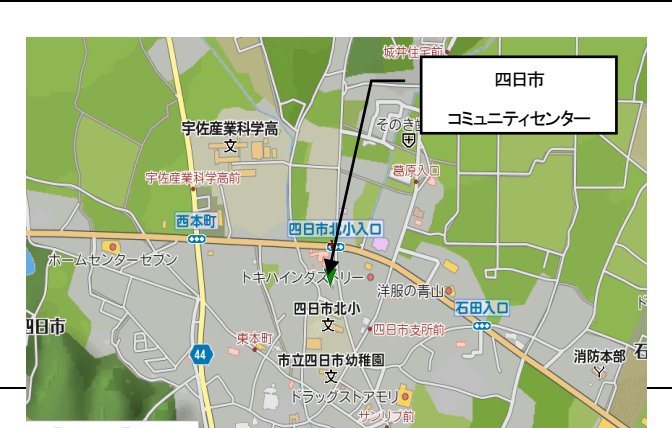 城井住宅前
四日市
コミュニティセンター
そのき歯
宇佐産業科学高
文
葛原入口
宇佐産業科学高前
西本町
四日市北小入口
ホームセンターセブン
トキハインダストリー
洋服の青山
四日市北小
文
石田入口
四日市
四日市支所前
東本町
44
市立四日市幼稚園
文
消防本部
石
ドラッグストアモリ
サンリブ前